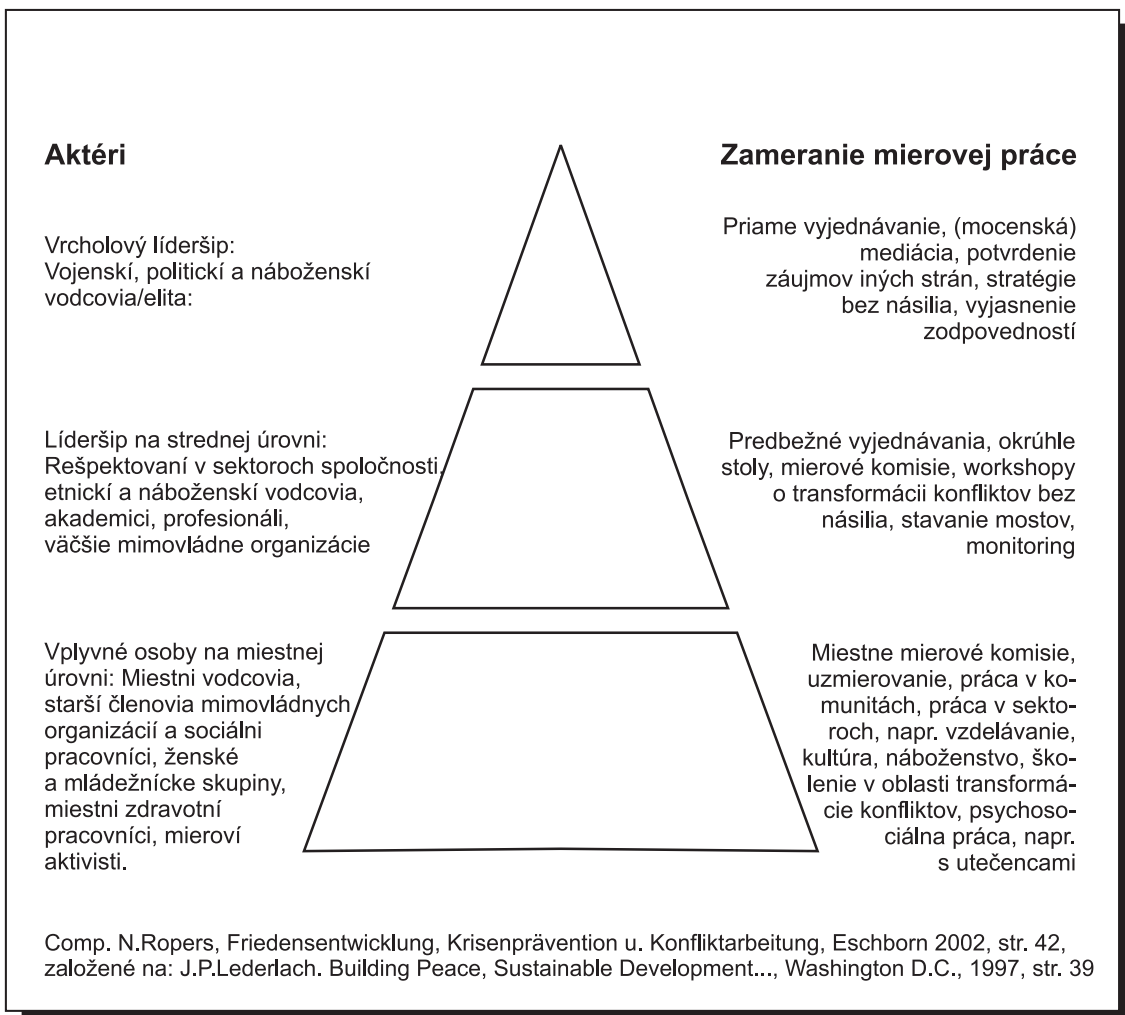 Aktéri
Zameranie mierovej práce
Vrcholový líderšip:
Vojenskí, politickí a náboženskí
vodcovia/elita:
Priame vyjednávanie, (mocenská)
mediácia, potvrdenie
záujmov iných strán, stratégie
bez násilia, vyjasnenie
zodpovedností
Líderšip na strednej úrovni:
Rešpektovaní v sektoroch spoločnosti,
etnickí a náboženskí vodcovia,
akademici, profesionáli,
väčšie mimovládne organizácie
Predbežné vyjednávania, okrúhle
stoly, mierové komisie, workshopy
o transformácii konfliktov bez
násilia, stavanie mostov,
monitoring
Vplyvné osoby na miestnej
úrovni: Miestni vodcovia,
starší členovia mimovládnych
organizácií a sociálni
pracovníci, ženské
a mládežnícke skupiny,
miestni zdravotní
pracovníci, mieroví
aktivisti.
Miestne mierové komisie,
uzmierovanie, práca v ko-
munitách, práca v sekto-
roch, napr. vzdelávanie,
kultúra, náboženstvo, ško-
lenie v oblasti transformá-
cie konfliktov, psychoso-
ciálna práca, napr.
s utečencami
Comp. N.Ropers, Friedensentwicklung, Krisenprävention u. Konfliktarbeitung, Eschborn 2002, str. 42,
založené na: J.P.Lederlach. Building Peace, Sustainable Development..., Washington D.C., 1997, str. 39